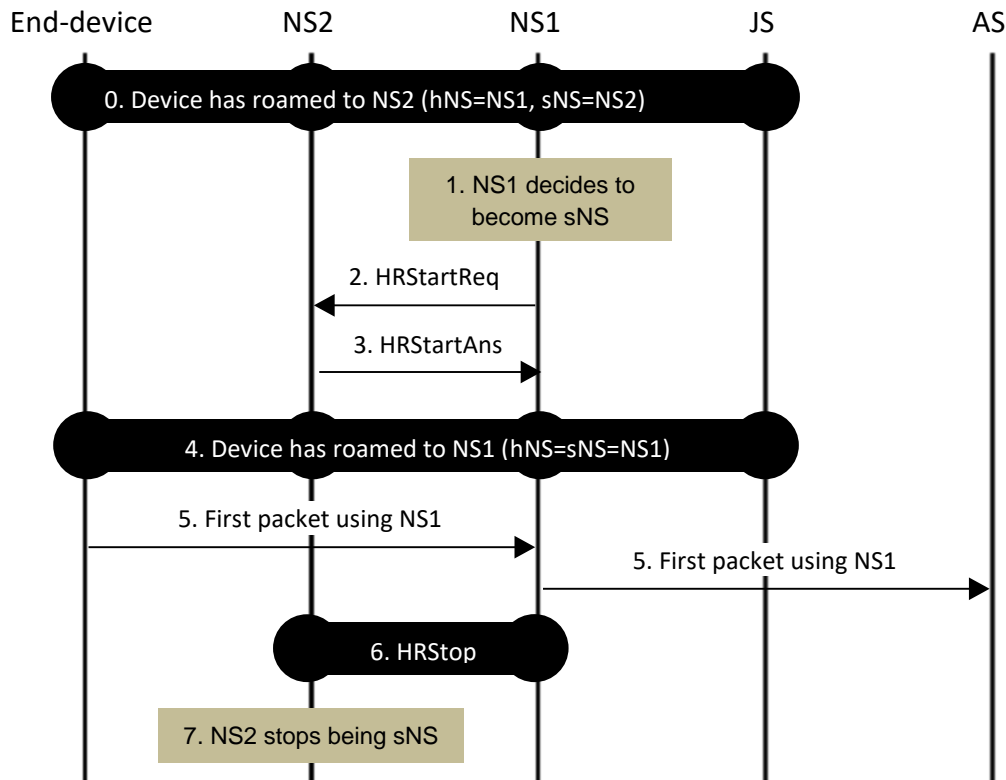 End-device NS2 NS1 JS AS
0. Device has roamed to NS2 (hNS=NS1, sNS=NS2)
1. NS1 decides to
become sNS
2. HRStartReq
3. HRStartAns
4. Device has roamed to NS1 (hNS=sNS=NS1)
5. First packet using NS1
5. First packet using NS1
6. HRStop
7. NS2 stops being sNS